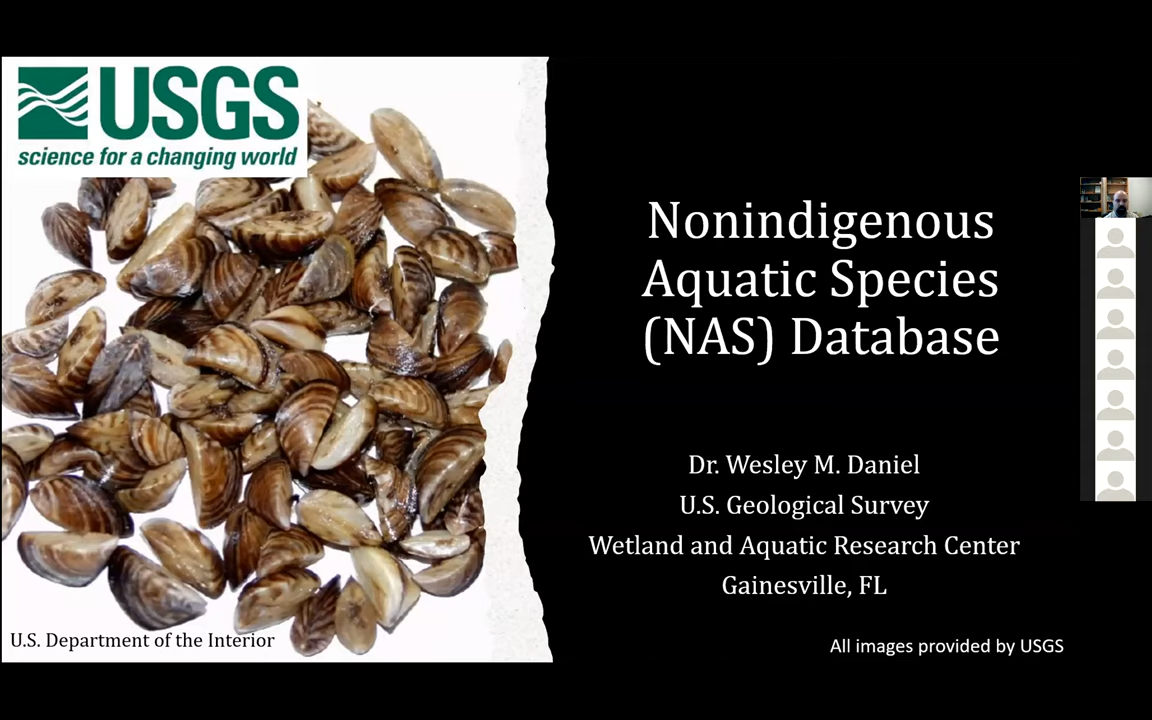 USGS
science for a changing world
Nonindigenous
Aquatic Species
(NAS) Database
Dr. Wesley M. Daniel
U.S. Geological Survey
Wetland and Aquatic Research Center
Gainesville, FL
U.S. Department of the Interior
All images provided by USGS